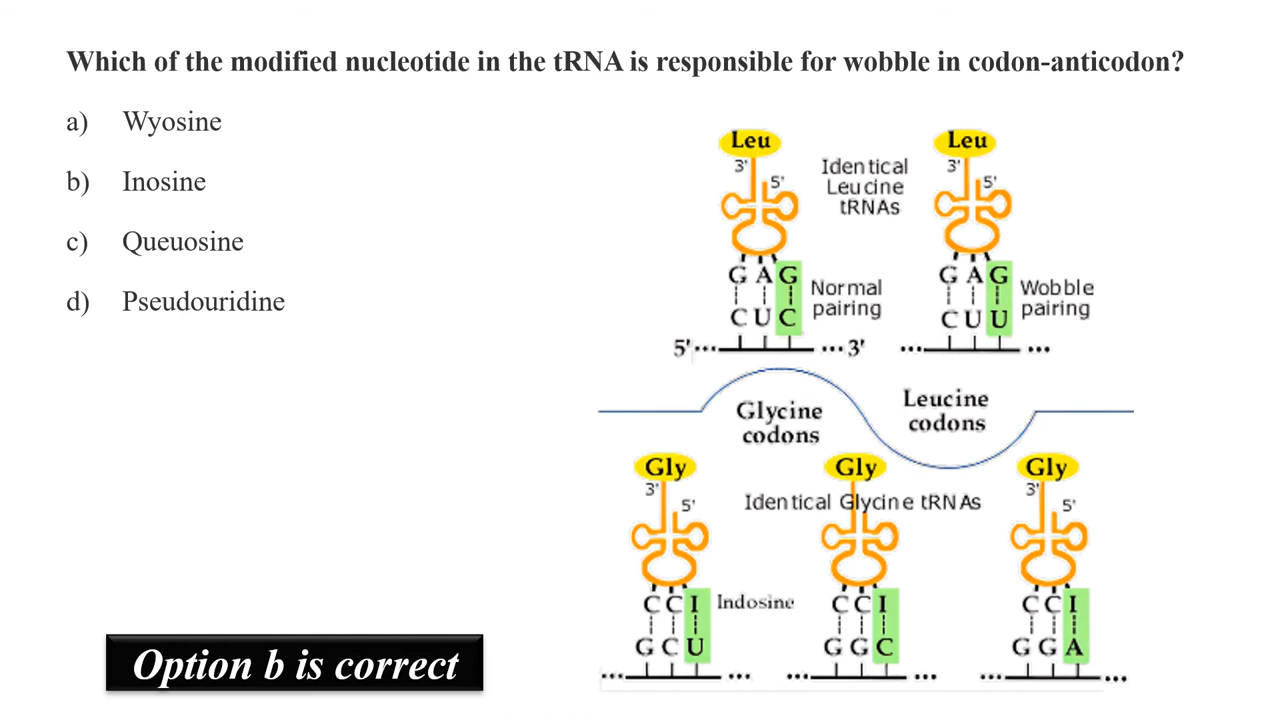 Which of the modified nucleotide in the tRNA is responsible for wobble in codon-anticodon?
a) Wyosine
b) Inosine
c) Queuosine
d) Pseudouridine
Leu
3'
5'
Identical
Leucine
tRNAs
Leu
3'
5'
G A G
Normal
pairing
C U C
G A G
Wobble
pairing
C U U
5'... ...3'
... ...
Glycine
codons
Leucine
codons
Gly
3'
5'
Gly
Identical Glycine tRNAs
Gly
3'
5'
C C I
Indosine
C C I
C C I
G C U
G G C
G G A
... ... ... ... ... ...
Option b is correct